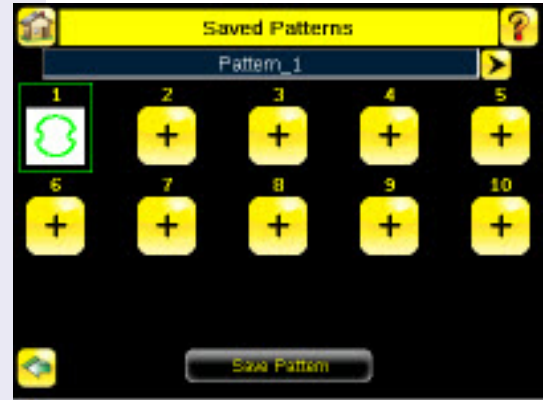 Saved Patterns ?
Pattern_1 >
1 2 3 4 5
+ + + +
6 7 8 9 10
+ + + + +
Save Pattern